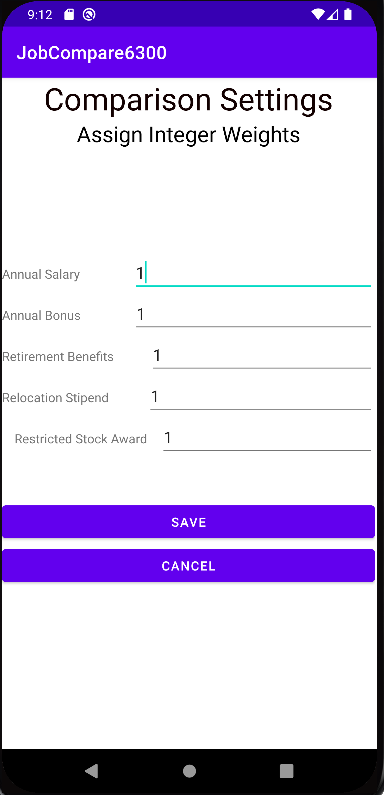 9:12
JobCompare6300
Comparison Settings
Assign Integer Weights
Annual Salary 1
Annual Bonus 1
Retirement Benefits 1
Relocation Stipend 1
Restricted Stock Award 1
SAVE
CANCEL